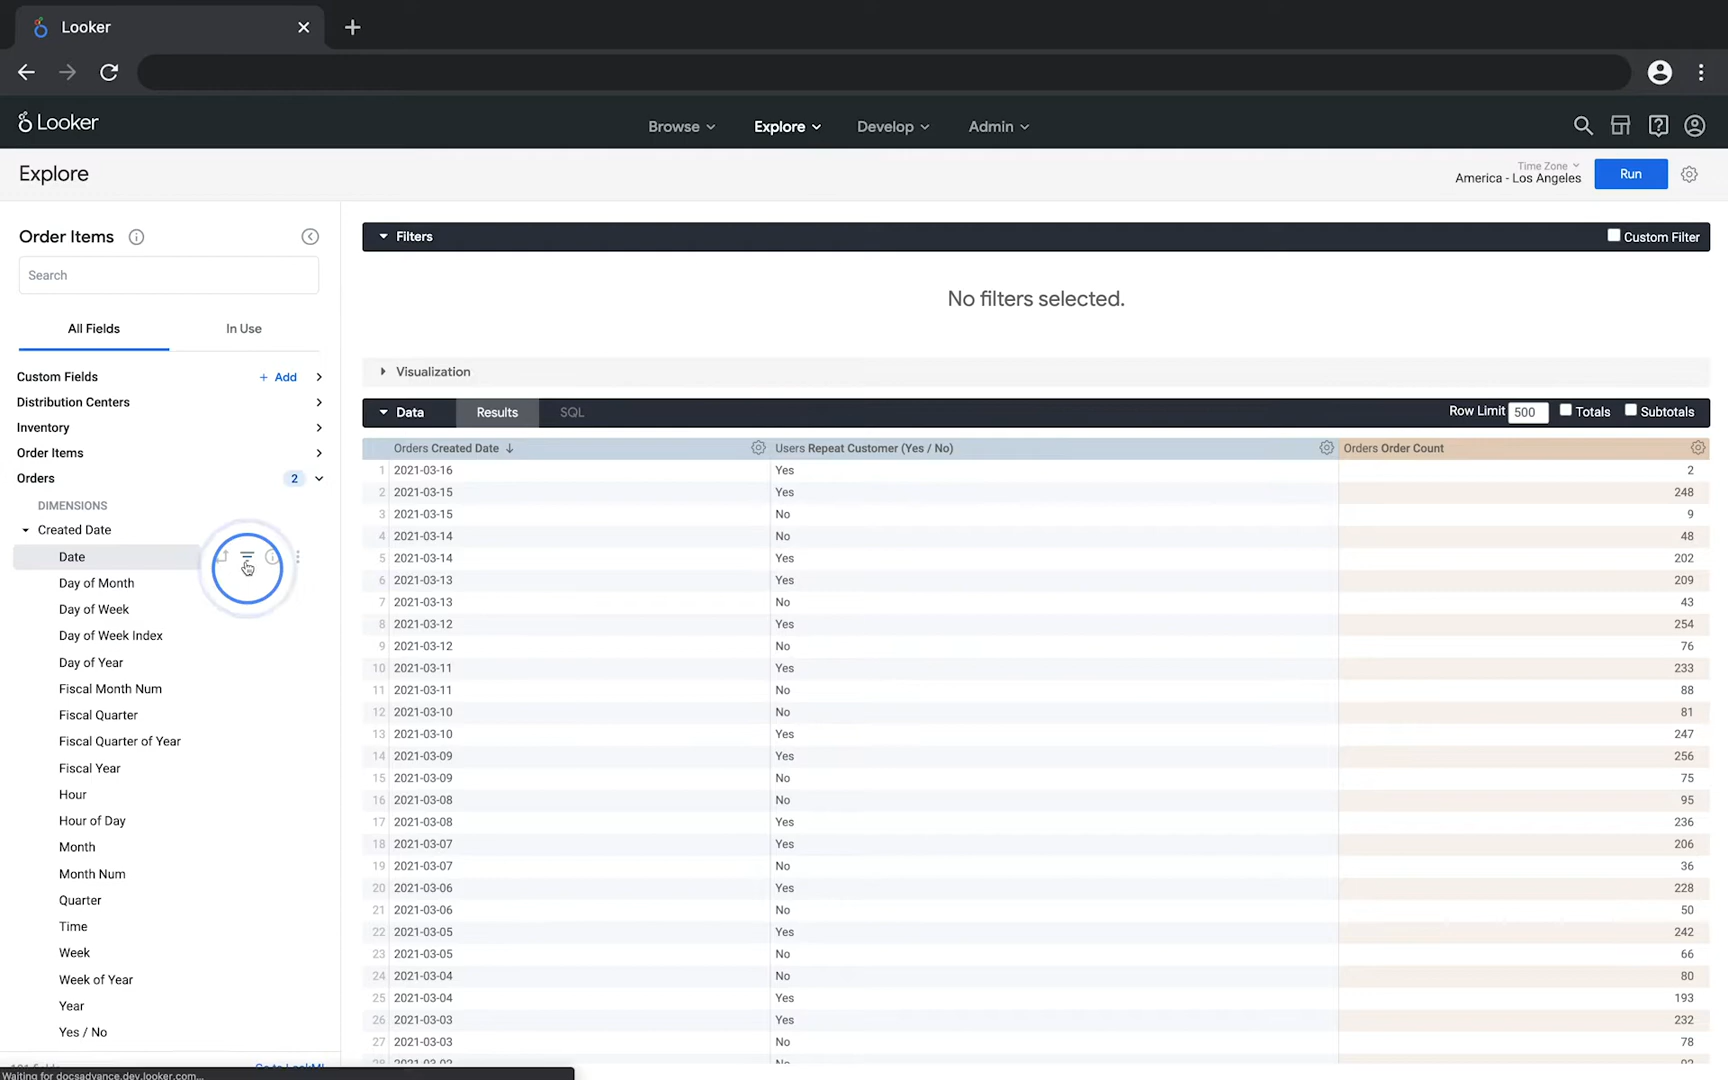 Looker
Looker
Browse
Explore
Develop
Admin
Explore
Time Zone
America - Los Angeles
Run
Order Items
Search
All Fields
In Use
Custom Fields
+ Add
Distribution Centers
Inventory
Order Items
Orders
2
DIMENSIONS
Created Date
Date
Day of Month
Day of Week
Day of Week Index
Day of Year
Fiscal Month Num
Fiscal Quarter
Fiscal Quarter of Year
Fiscal Year
Hour
Hour of Day
Month
Month Num
Quarter
Time
Week
Week of Year
Year
Yes / No
Waiting for docsadvance.dev.looker.com...
Filters
Custom Filter
No filters selected.
Visualization
Data Results SQL Row Limit 500 Totals Subtotals
Orders Created Date ↓ Users Repeat Customer (Yes / No) Orders Order Count
1 2021-03-16 Yes 2
2 2021-03-15 Yes 248
3 2021-03-15 No 9
4 2021-03-14 No 48
5 2021-03-14 Yes 202
6 2021-03-13 Yes 209
7 2021-03-13 No 43
8 2021-03-12 Yes 254
9 2021-03-12 No 76
10 2021-03-11 Yes 233
11 2021-03-11 No 88
12 2021-03-10 No 81
13 2021-03-10 Yes 247
14 2021-03-09 Yes 256
15 2021-03-09 No 75
16 2021-03-08 No 95
17 2021-03-08 Yes 236
18 2021-03-07 Yes 206
19 2021-03-07 No 36
20 2021-03-06 Yes 228
21 2021-03-06 No 50
22 2021-03-05 Yes 242
23 2021-03-05 No 66
24 2021-03-04 No 80
25 2021-03-04 Yes 193
26 2021-03-03 Yes 232
27 2021-03-03 No 78